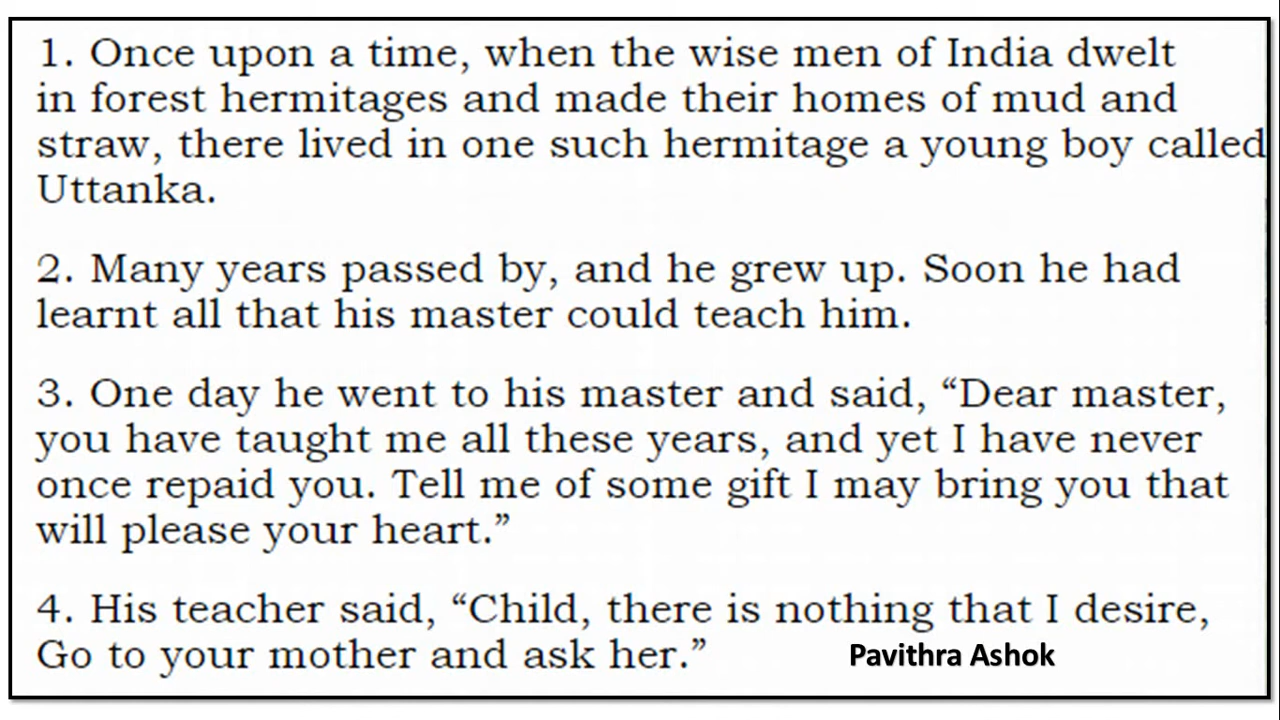 1. Once upon a time, when the wise men of India dwelt
in forest hermitages and made their homes of mud and
straw, there lived in one such hermitage a young boy called
Uttanka.
2. Many years passed by, and he grew up. Soon he had
learnt all that his master could teach him.
3. One day he went to his master and said, “Dear master,
you have taught me all these years, and yet I have never
once repaid you. Tell me of some gift I may bring you that
will please your heart.”
4. His teacher said, “Child, there is nothing that I desire,
Go to your mother and ask her.”
Pavithra Ashok